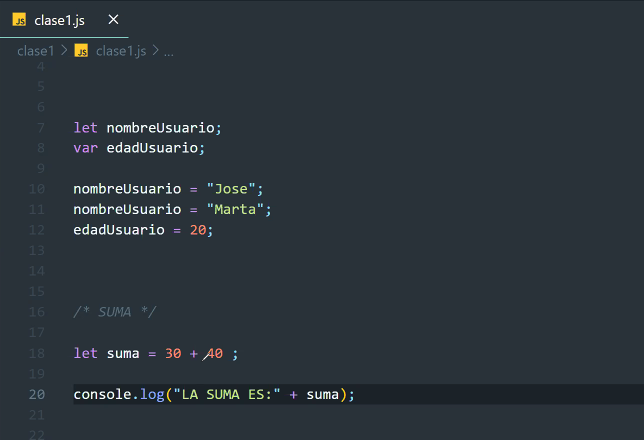 JS clase1.js ×
clase1 > JS clase1.js > ...
4
5
6
7 let nombreUsuario;
8 var edadUsuario;
9
10 nombreUsuario = "Jose";
11 nombreUsuario = "Marta";
12 edadUsuario = 20;
13
14
15
16 /* SUMA */
17
18 let suma = 30 + 40 ;
19
20 console.log("LA SUMA ES:" + suma);
21
22